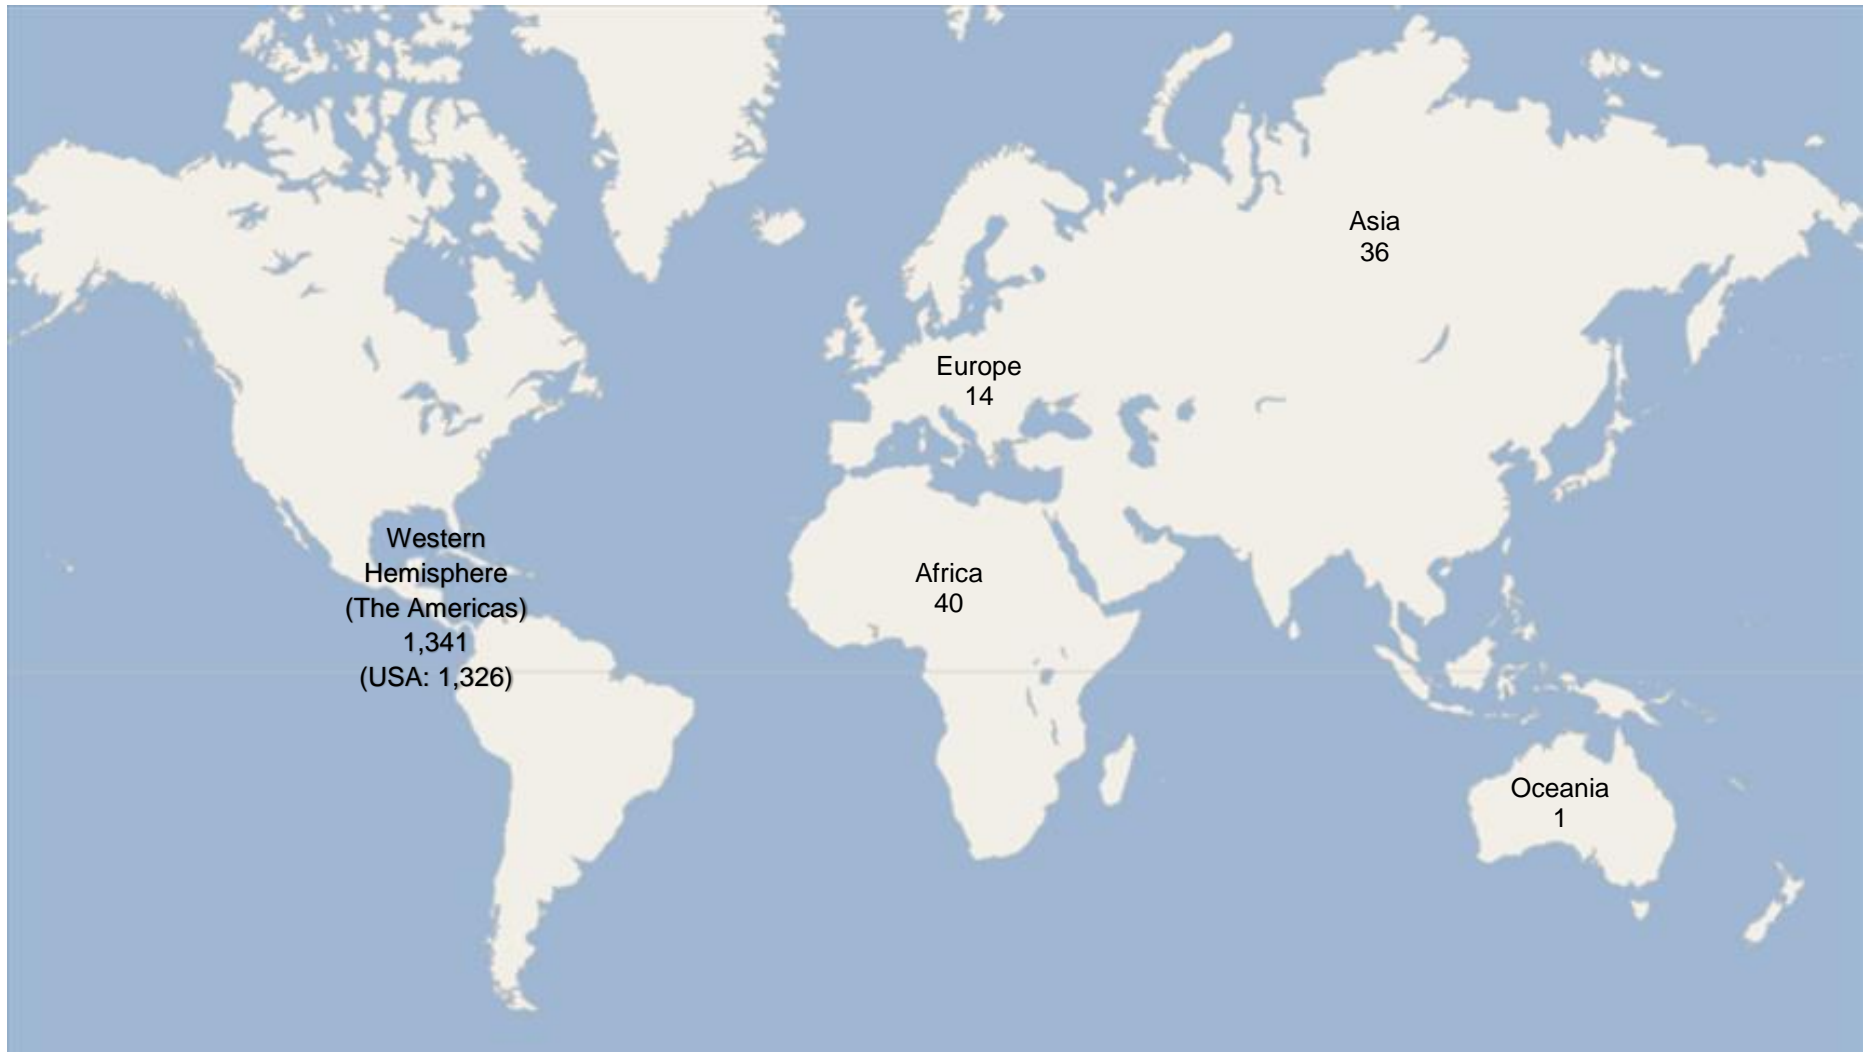 Asia
36
Europe
14
Western
Hemisphere
(The Americas)
1,341
(USA: 1,326)
Africa
40
Oceania
1